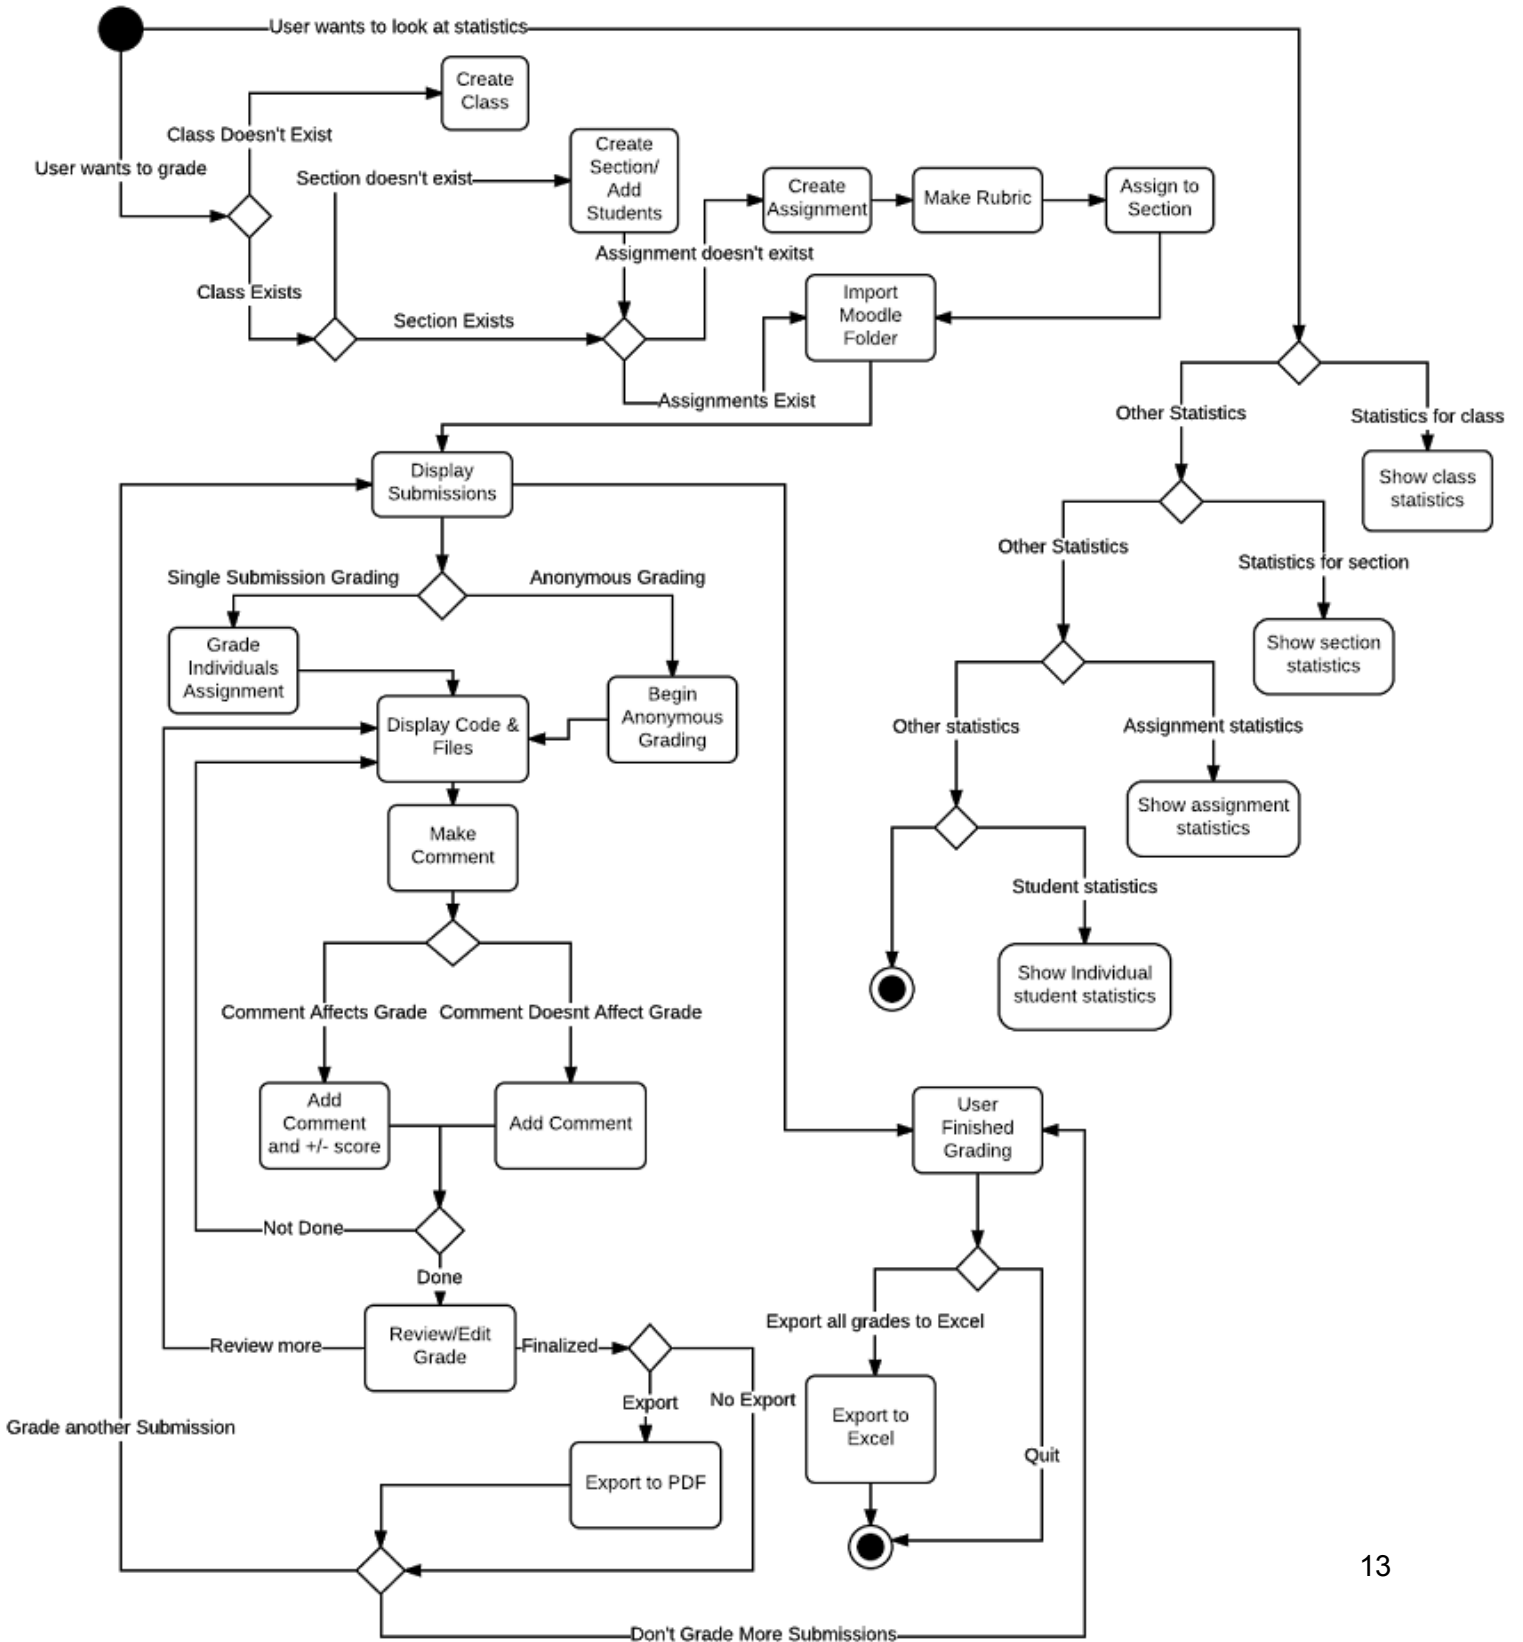 User wants to look at statistics
Create
Class
Class Doesn't Exist
User wants to grade
Section doesn't exist
Create
Section/
Add
Students
Create
Assignment
Make Rubric
Assign to
Section
Assignment doesn't exitst
Class Exists
Section Exists
Import
Moodle
Folder
Assignments Exist
Other Statistics
Statistics for class
Display
Submissions
Show class
statistics
Other Statistics
Statistics for section
Single Submission Grading
Anonymous Grading
Grade
Individuals
Assignment
Show section
statistics
Begin
Anonymous
Grading
Display Code &
Files
Other statistics
Assignment statistics
Make
Comment
Show assignment
statistics
Student statistics
Show Individual
student statistics
Comment Affects Grade
Comment Doesnt Affect Grade
Add
Comment
and +/- score
Add Comment
User
Finished
Grading
Not Done
Done
Export all grades to Excel
Review more
Review/Edit
Grade
Finalized
Export
No Export
Grade another Submission
Export to
Excel
Quit
Export to PDF
13
Don't Grade More Submissions